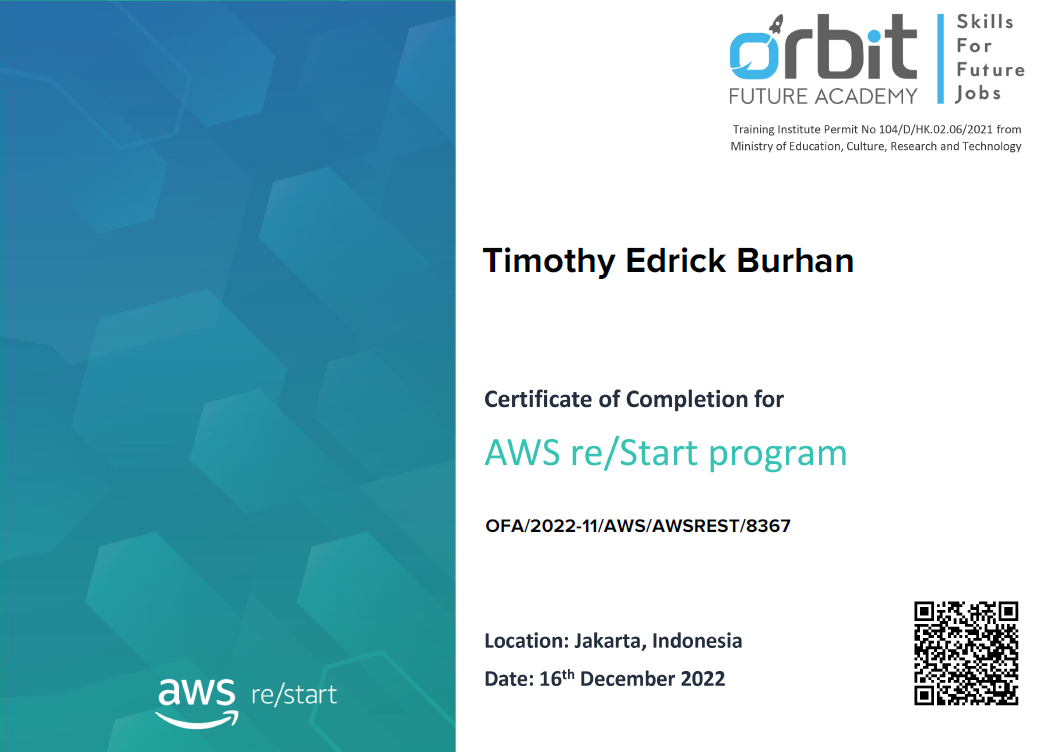 orbit
FUTURE ACADEMY
Skills
For
Future
Jobs
Training Institute Permit No 104/D/HK.02.06/2021 from
Ministry of Education, Culture, Research and Technology
Timothy Edrick Burhan
Certificate of Completion for
AWS re/Start program
OFA/2022-11/AWS/AWSREST/8367
Location: Jakarta, Indonesia
Date: 16th December 2022
aws re/start